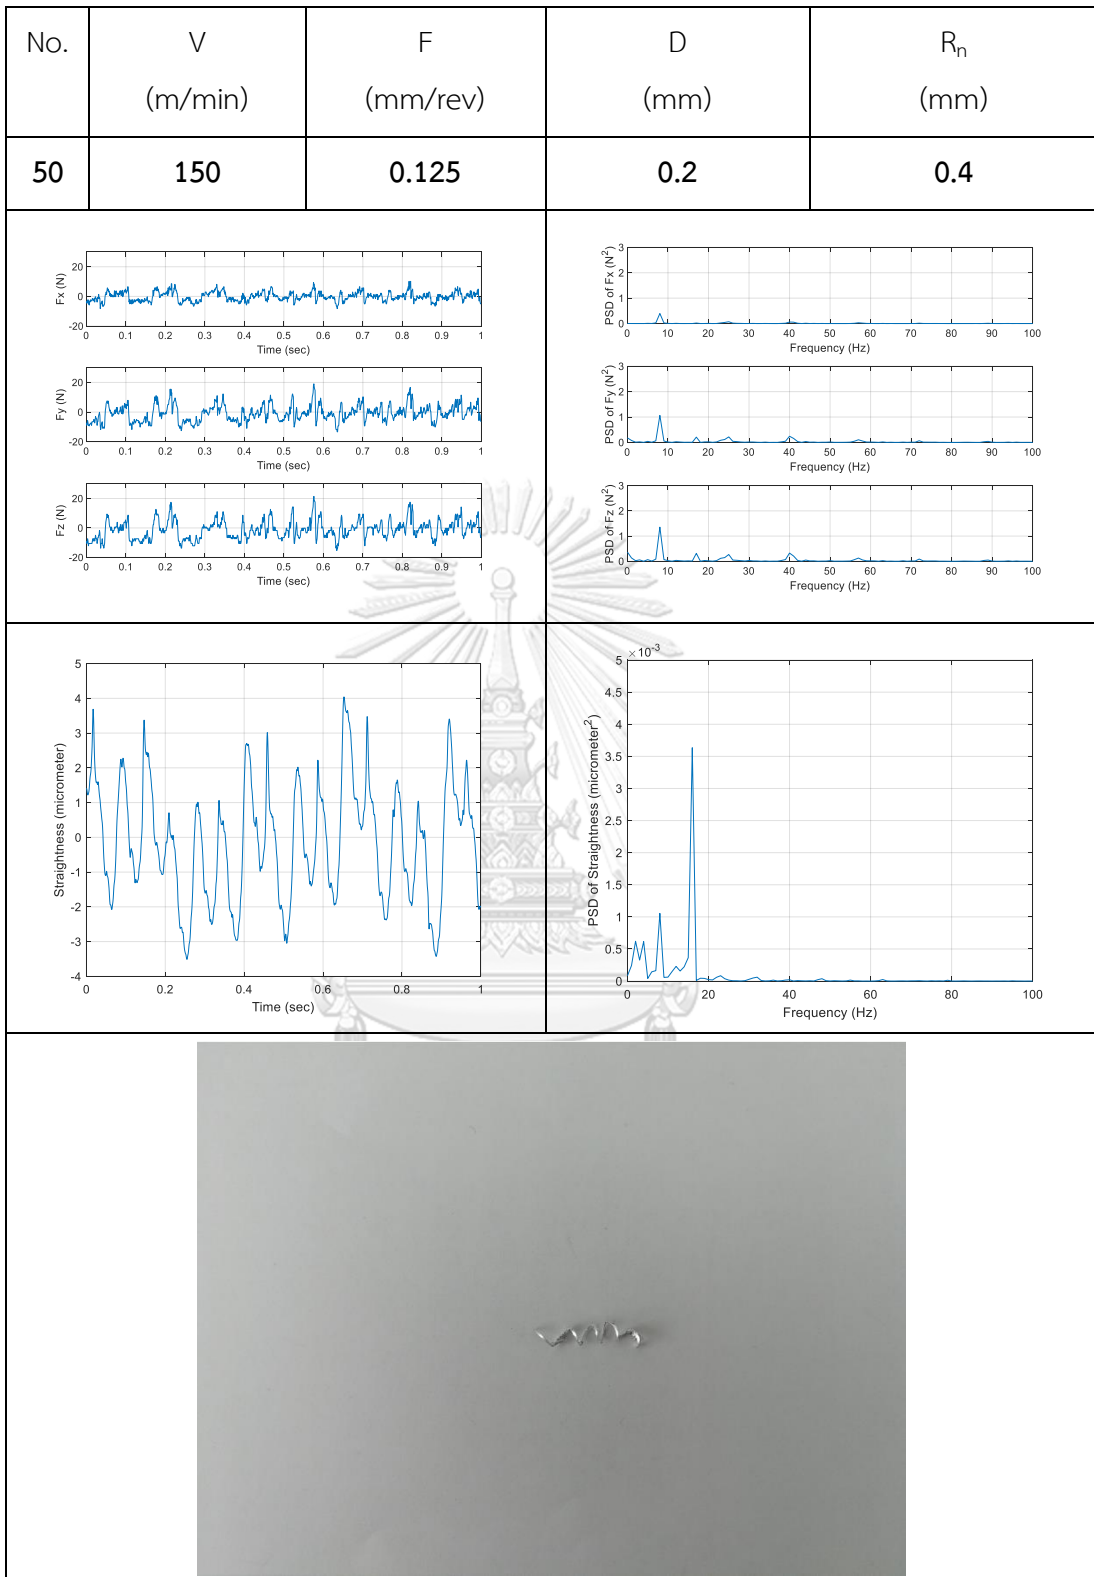 No. V F D Rn
(m/min) (mm/rev) (mm) (mm)
50 150 0.125 0.2 0.4
Fx (N)
20
0
-20
0 0.1 0.2 0.3 0.4 0.5 0.6 0.7 0.8 0.9 1
Time (sec)
Fy (N)
20
0
-20
0 0.1 0.2 0.3 0.4 0.5 0.6 0.7 0.8 0.9 1
Time (sec)
Fz (N)
20
0
-20
0 0.1 0.2 0.3 0.4 0.5 0.6 0.7 0.8 0.9 1
Time (sec)
PSD of Fx (N²)
3
2
1
0
0 10 20 30 40 50 60 70 80 90 100
Frequency (Hz)
PSD of Fy (N²)
3
2
1
0
0 10 20 30 40 50 60 70 80 90 100
Frequency (Hz)
PSD of Fz (N²)
3
2
1
0
0 10 20 30 40 50 60 70 80 90 100
Frequency (Hz)
Straightness (micrometer)
5
4
3
2
1
0
-1
-2
-3
-4
0 0.2 0.4 0.6 0.8 1
Time (sec)
PSD of Straightness (micrometer²)
×10⁻³
5
4.5
4
3.5
3
2.5
2
1.5
1
0.5
0
0 20 40 60 80 100
Frequency (Hz)